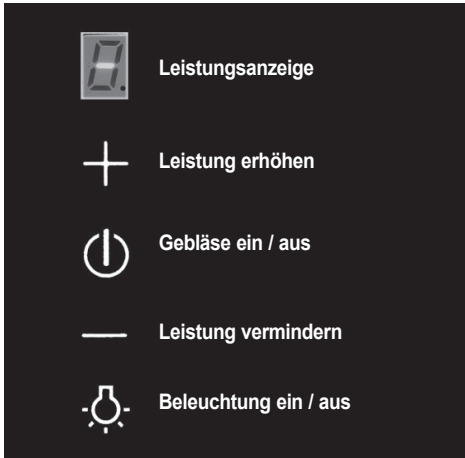 Leistungsanzeige
Leistung erhöhen
Gebläse ein / aus
Leistung vermindern
Beleuchtung ein / aus